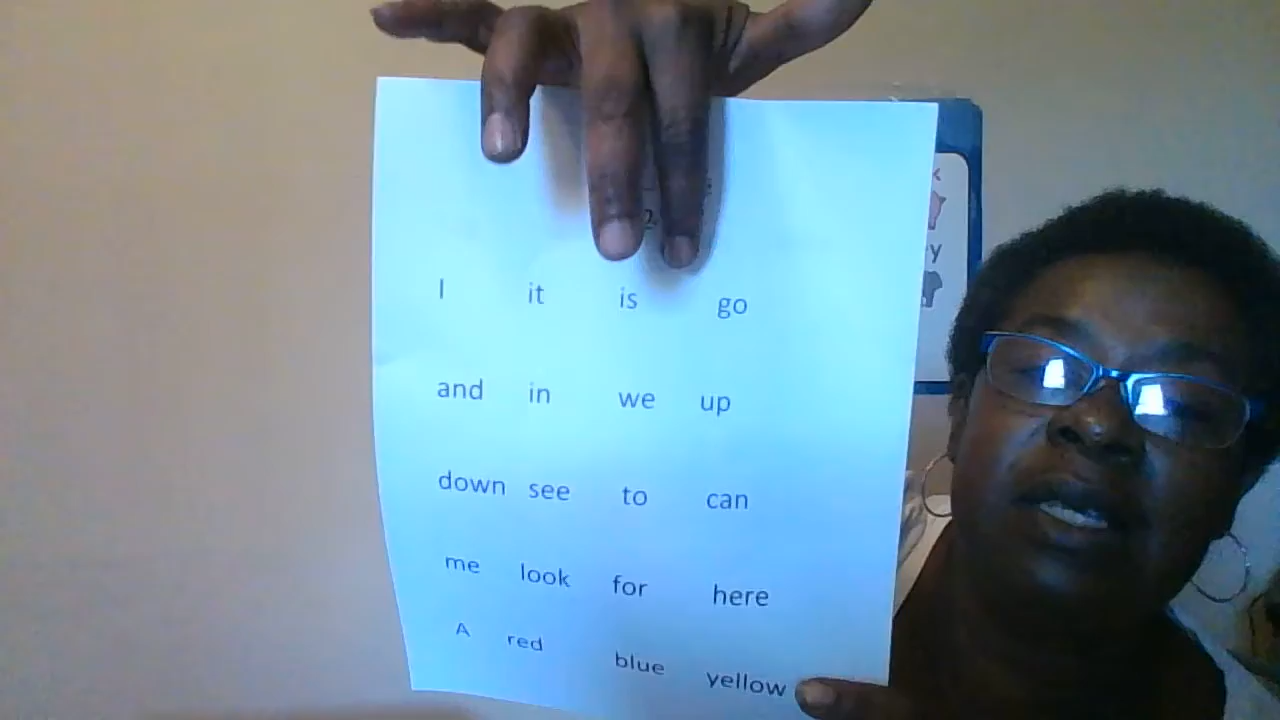 I it is go
and in we up
down see to can
me look for here
A red blue yellow